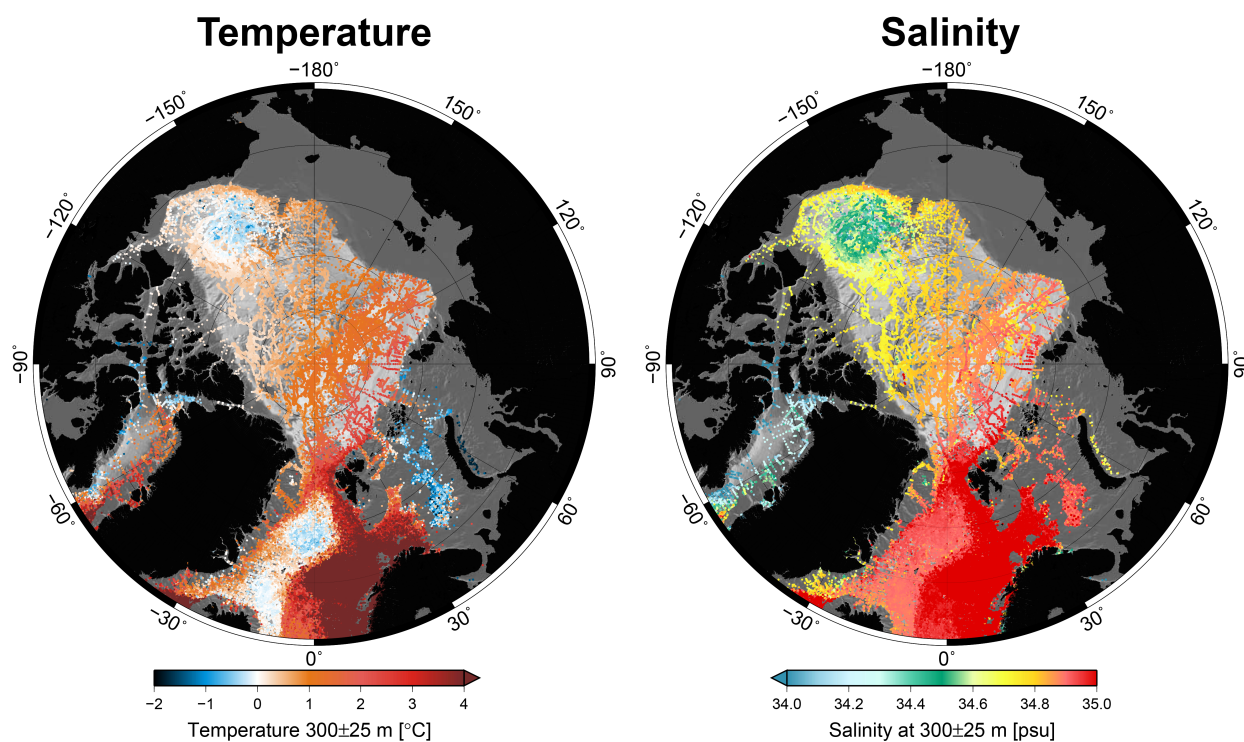 Temperature Salinity
−180° −180°
−150° 150° −150° 150°
−120° 120° −120° 120°
−90° 90° −90° 90°
−60° 60° −60° 60°
−30° 30° −30° 30°
0° 0°
−2 −1 0 1 2 3 4 34.0 34.2 34.4 34.6 34.8 35.0
Temperature 300±25 m [°C] Salinity at 300±25 m [psu]